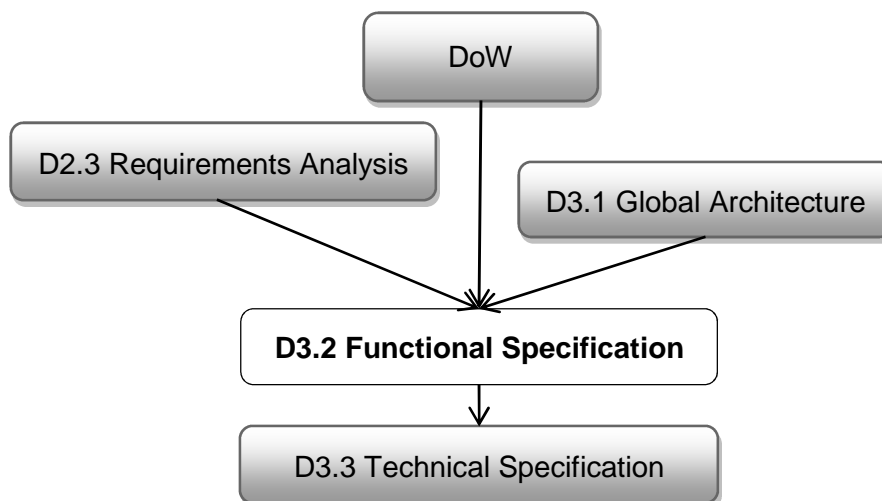 DoW
D2.3 Requirements Analysis
D3.1 Global Architecture
D3.2 Functional Specification
D3.3 Technical Specification